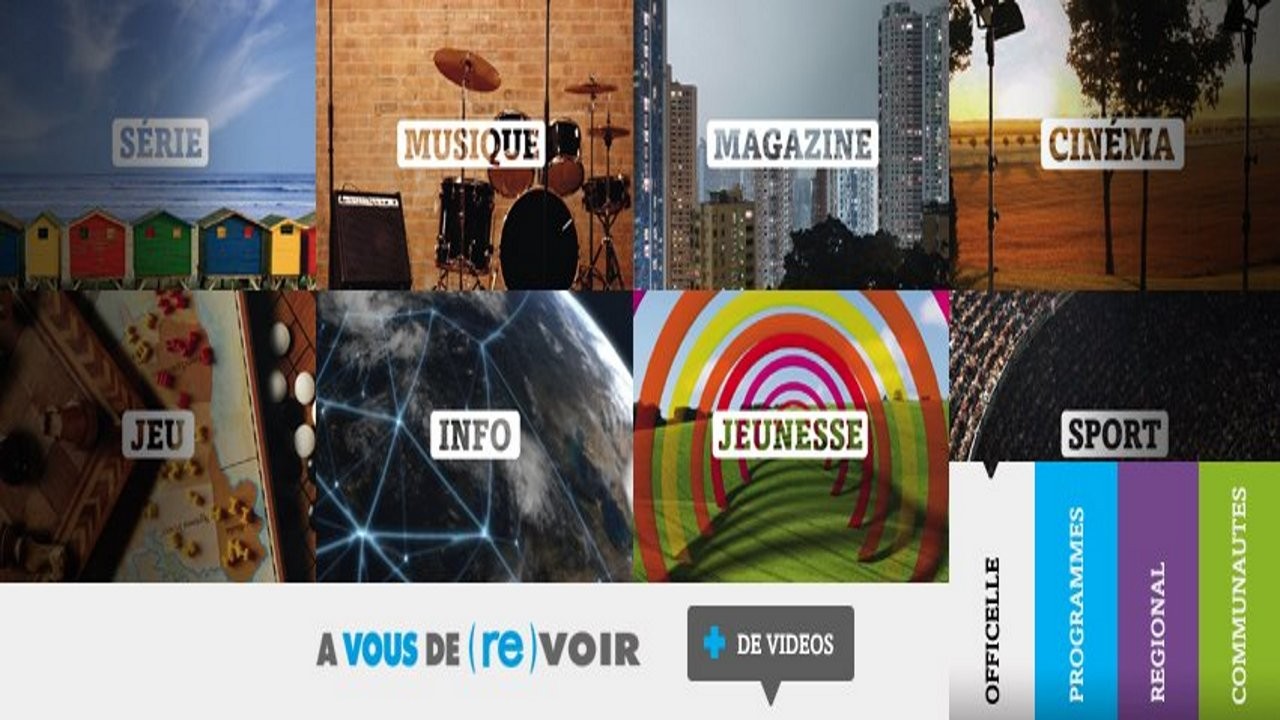 SÉRIE
MUSIQUE
MAGAZINE
CINÉMA
JEU
INFO
JEUNESSE
SPORT
OFFICELLE
PROGRAMMES
REGIONAL
COMMUNAUTES
A VOUS DE (re)VOIR
+ DE VIDEOS